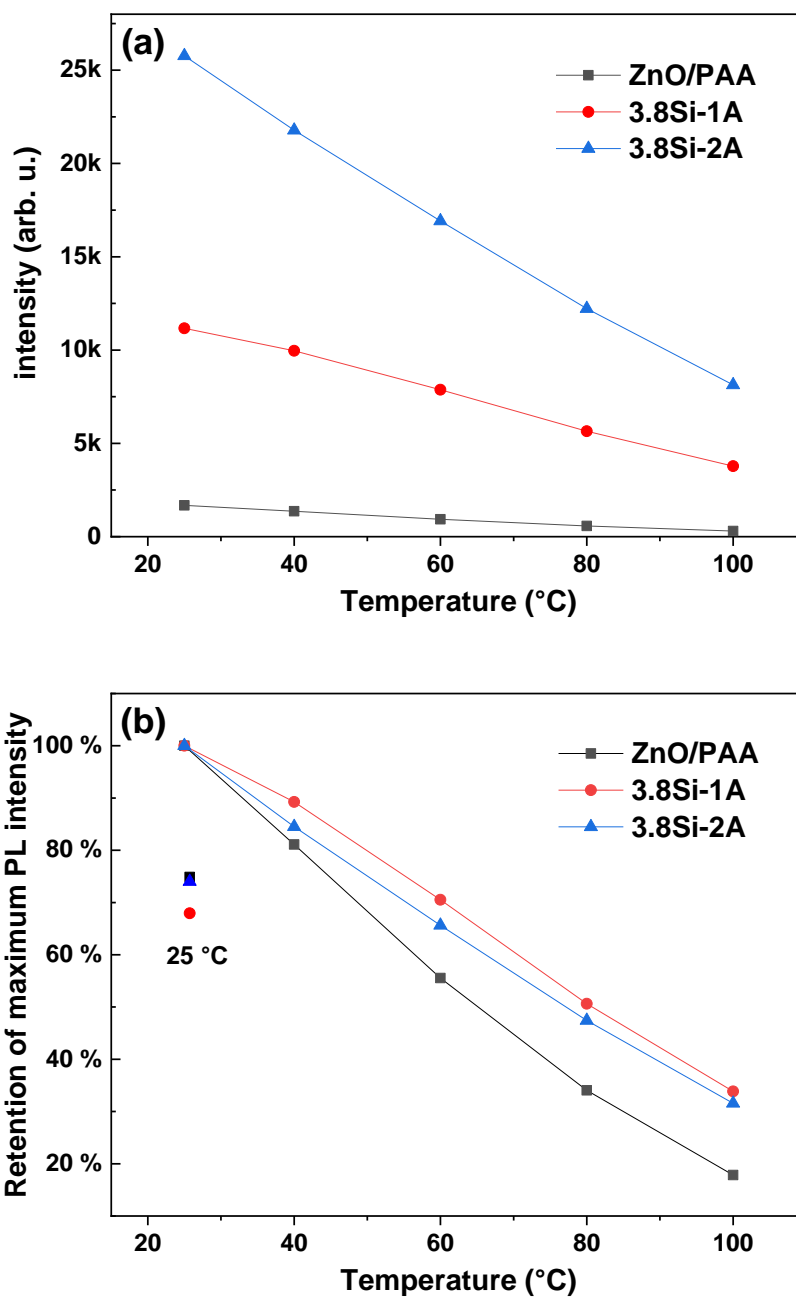 (a)
ZnO/PAA
3.8Si-1A
3.8Si-2A
25k
20k
15k
10k
5k
0
intensity (arb. u.)
20 40 60 80 100
Temperature (°C)
(b)
ZnO/PAA
3.8Si-1A
3.8Si-2A
100 %
80 %
60 %
40 %
20 %
25 °C
Retention of maximum PL intensity
20 40 60 80 100
Temperature (°C)